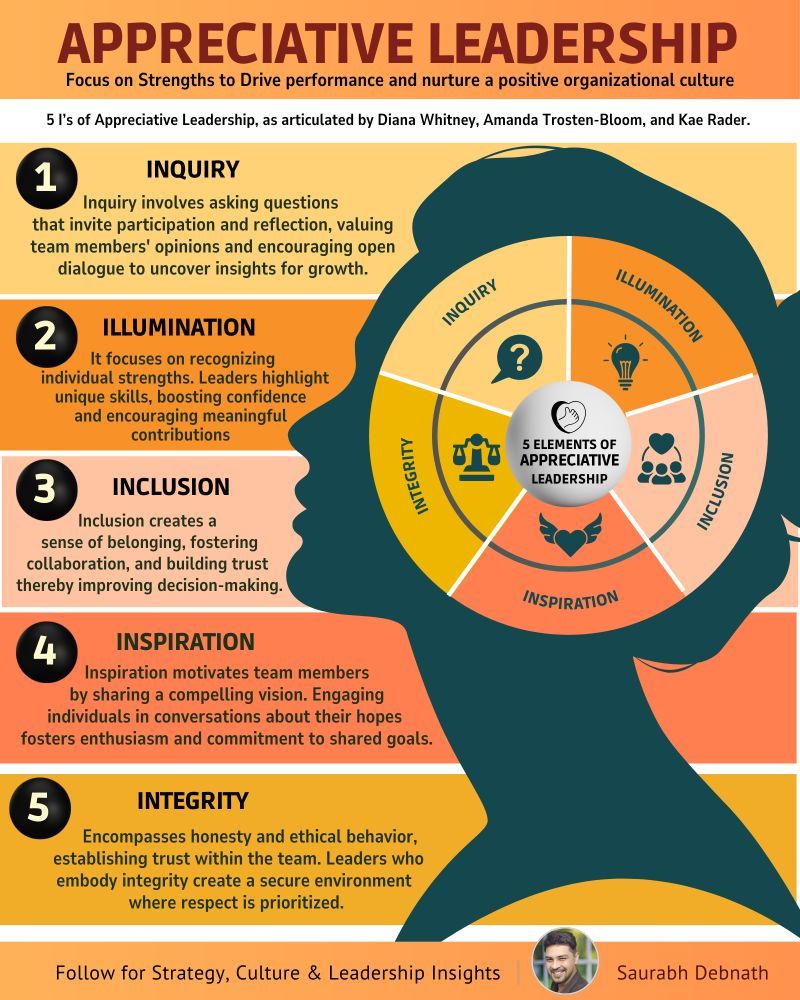 APPRECIATIVE LEADERSHIP
Focus on Strengths to Drive performance and nurture a positive organizational culture
5 I's of Appreciative Leadership, as articulated by Diana Whitney, Amanda Trosten-Bloom, and Kae Rader.
1
INQUIRY
Inquiry involves asking questions
that invite participation and reflection, valuing
team members' opinions and encouraging open
dialogue to uncover insights for growth.
2
ILLUMINATION
It focuses on recognizing
individual strengths. Leaders highlight
unique skills, boosting confidence
and encouraging meaningful
contributions
3
INCLUSION
Inclusion creates a
sense of belonging, fostering
collaboration, and building trust
thereby improving decision-making.
4
INSPIRATION
Inspiration motivates team members
by sharing a compelling vision. Engaging
individuals in conversations about their hopes
fosters enthusiasm and commitment to shared goals.
5
INTEGRITY
Encompasses honesty and ethical behavior,
establishing trust within the team. Leaders who
embody integrity create a secure environment
where respect is prioritized.
INQUIRY
?
ILLUMINATION
INCLUSION
INSPIRATION
INTEGRITY
5 ELEMENTS OF
APPRECIATIVE
LEADERSHIP
Follow for Strategy, Culture & Leadership Insights
Saurabh Debnath